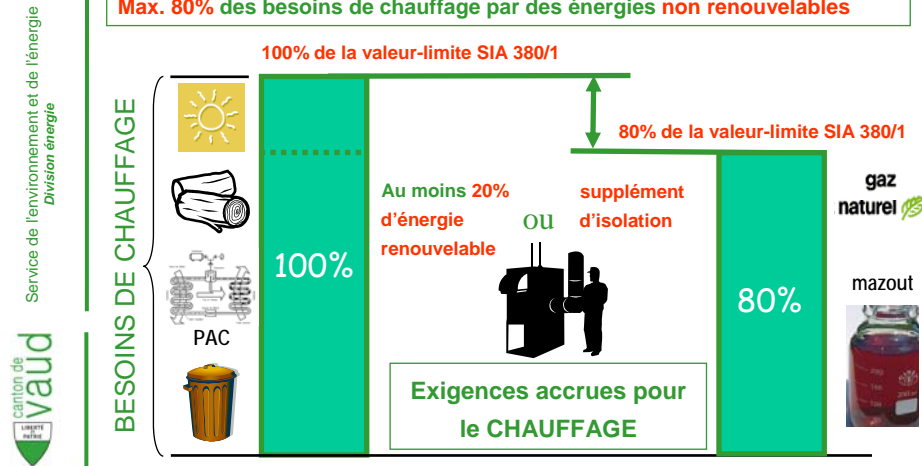 Max. 80% des besoins de chauffage par des énergies non renouvelables
Service de l'environnement et de l'énergie
Division énergie
100% de la valeur-limite SIA 380/1
80% de la valeur-limite SIA 380/1
BESOINS DE CHAUFFAGE
Au moins 20%
d'énergie
renouvelable
ou
supplément
d'isolation
gaz
naturel
100%
80%
mazout
PAC
Exigences accrues pour
le CHAUFFAGE
canton de
vaud
LIBERTÉ
ET
PATRIE